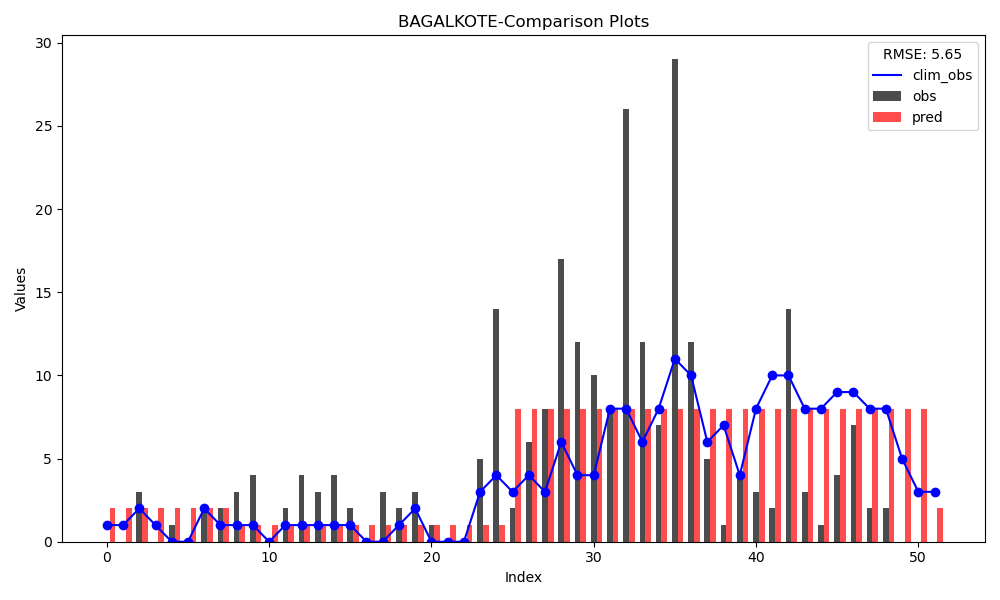 BAGALKOTE-Comparison Plots
RMSE: 5.65
clim_obs
obs
pred
Values
30
25
20
15
10
5
0
0 10 20 30 40 50
Index